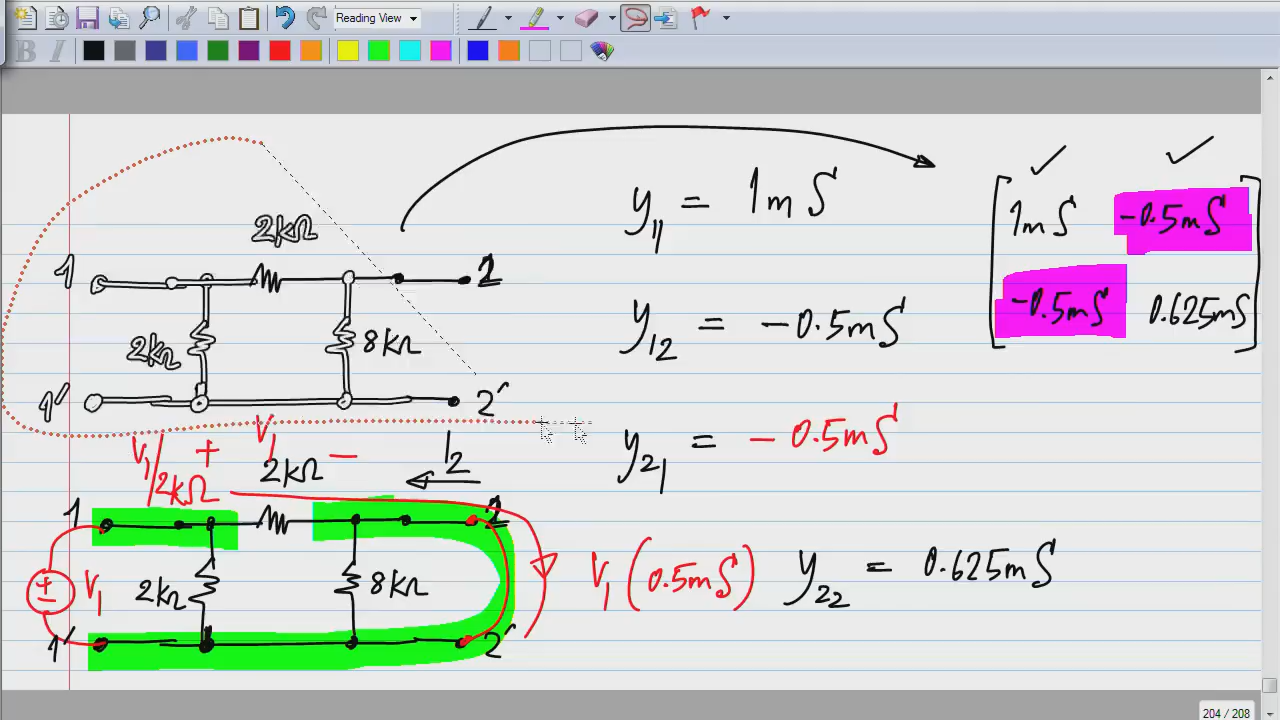 Reading View
B I
2kΩ
1
2
2kΩ
8kΩ
1′
2′
y11 = 1mS
y12 = -0.5mS
y21 = -0.5mS
y22 = 0.625mS
1mS -0.5mS
-0.5mS 0.625mS
V1/2kΩ + V1 -
2kΩ
I2
1
2
+
-
V1
2kΩ
8kΩ
V1(0.5mS)
1′
2′
204 / 208